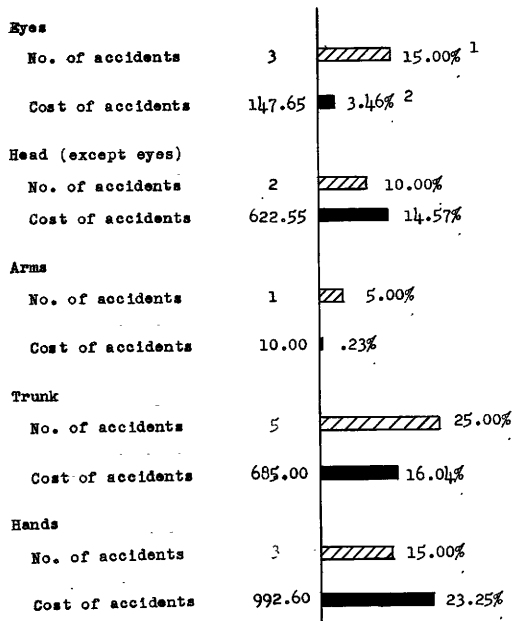 Eyes
No. of accidents 3 15.00% 1
Cost of accidents 147.65 3.46% 2
Head (except eyes)
No. of accidents 2 10.00%
Cost of accidents 622.55 14.57%
Arms
No. of accidents 1 5.00%
Cost of accidents 10.00 .23%
Trunk
No. of accidents 5 25.00%
Cost of accidents 685.00 16.04%
Hands
No. of accidents 3 15.00%
Cost of accidents 992.60 23.25%